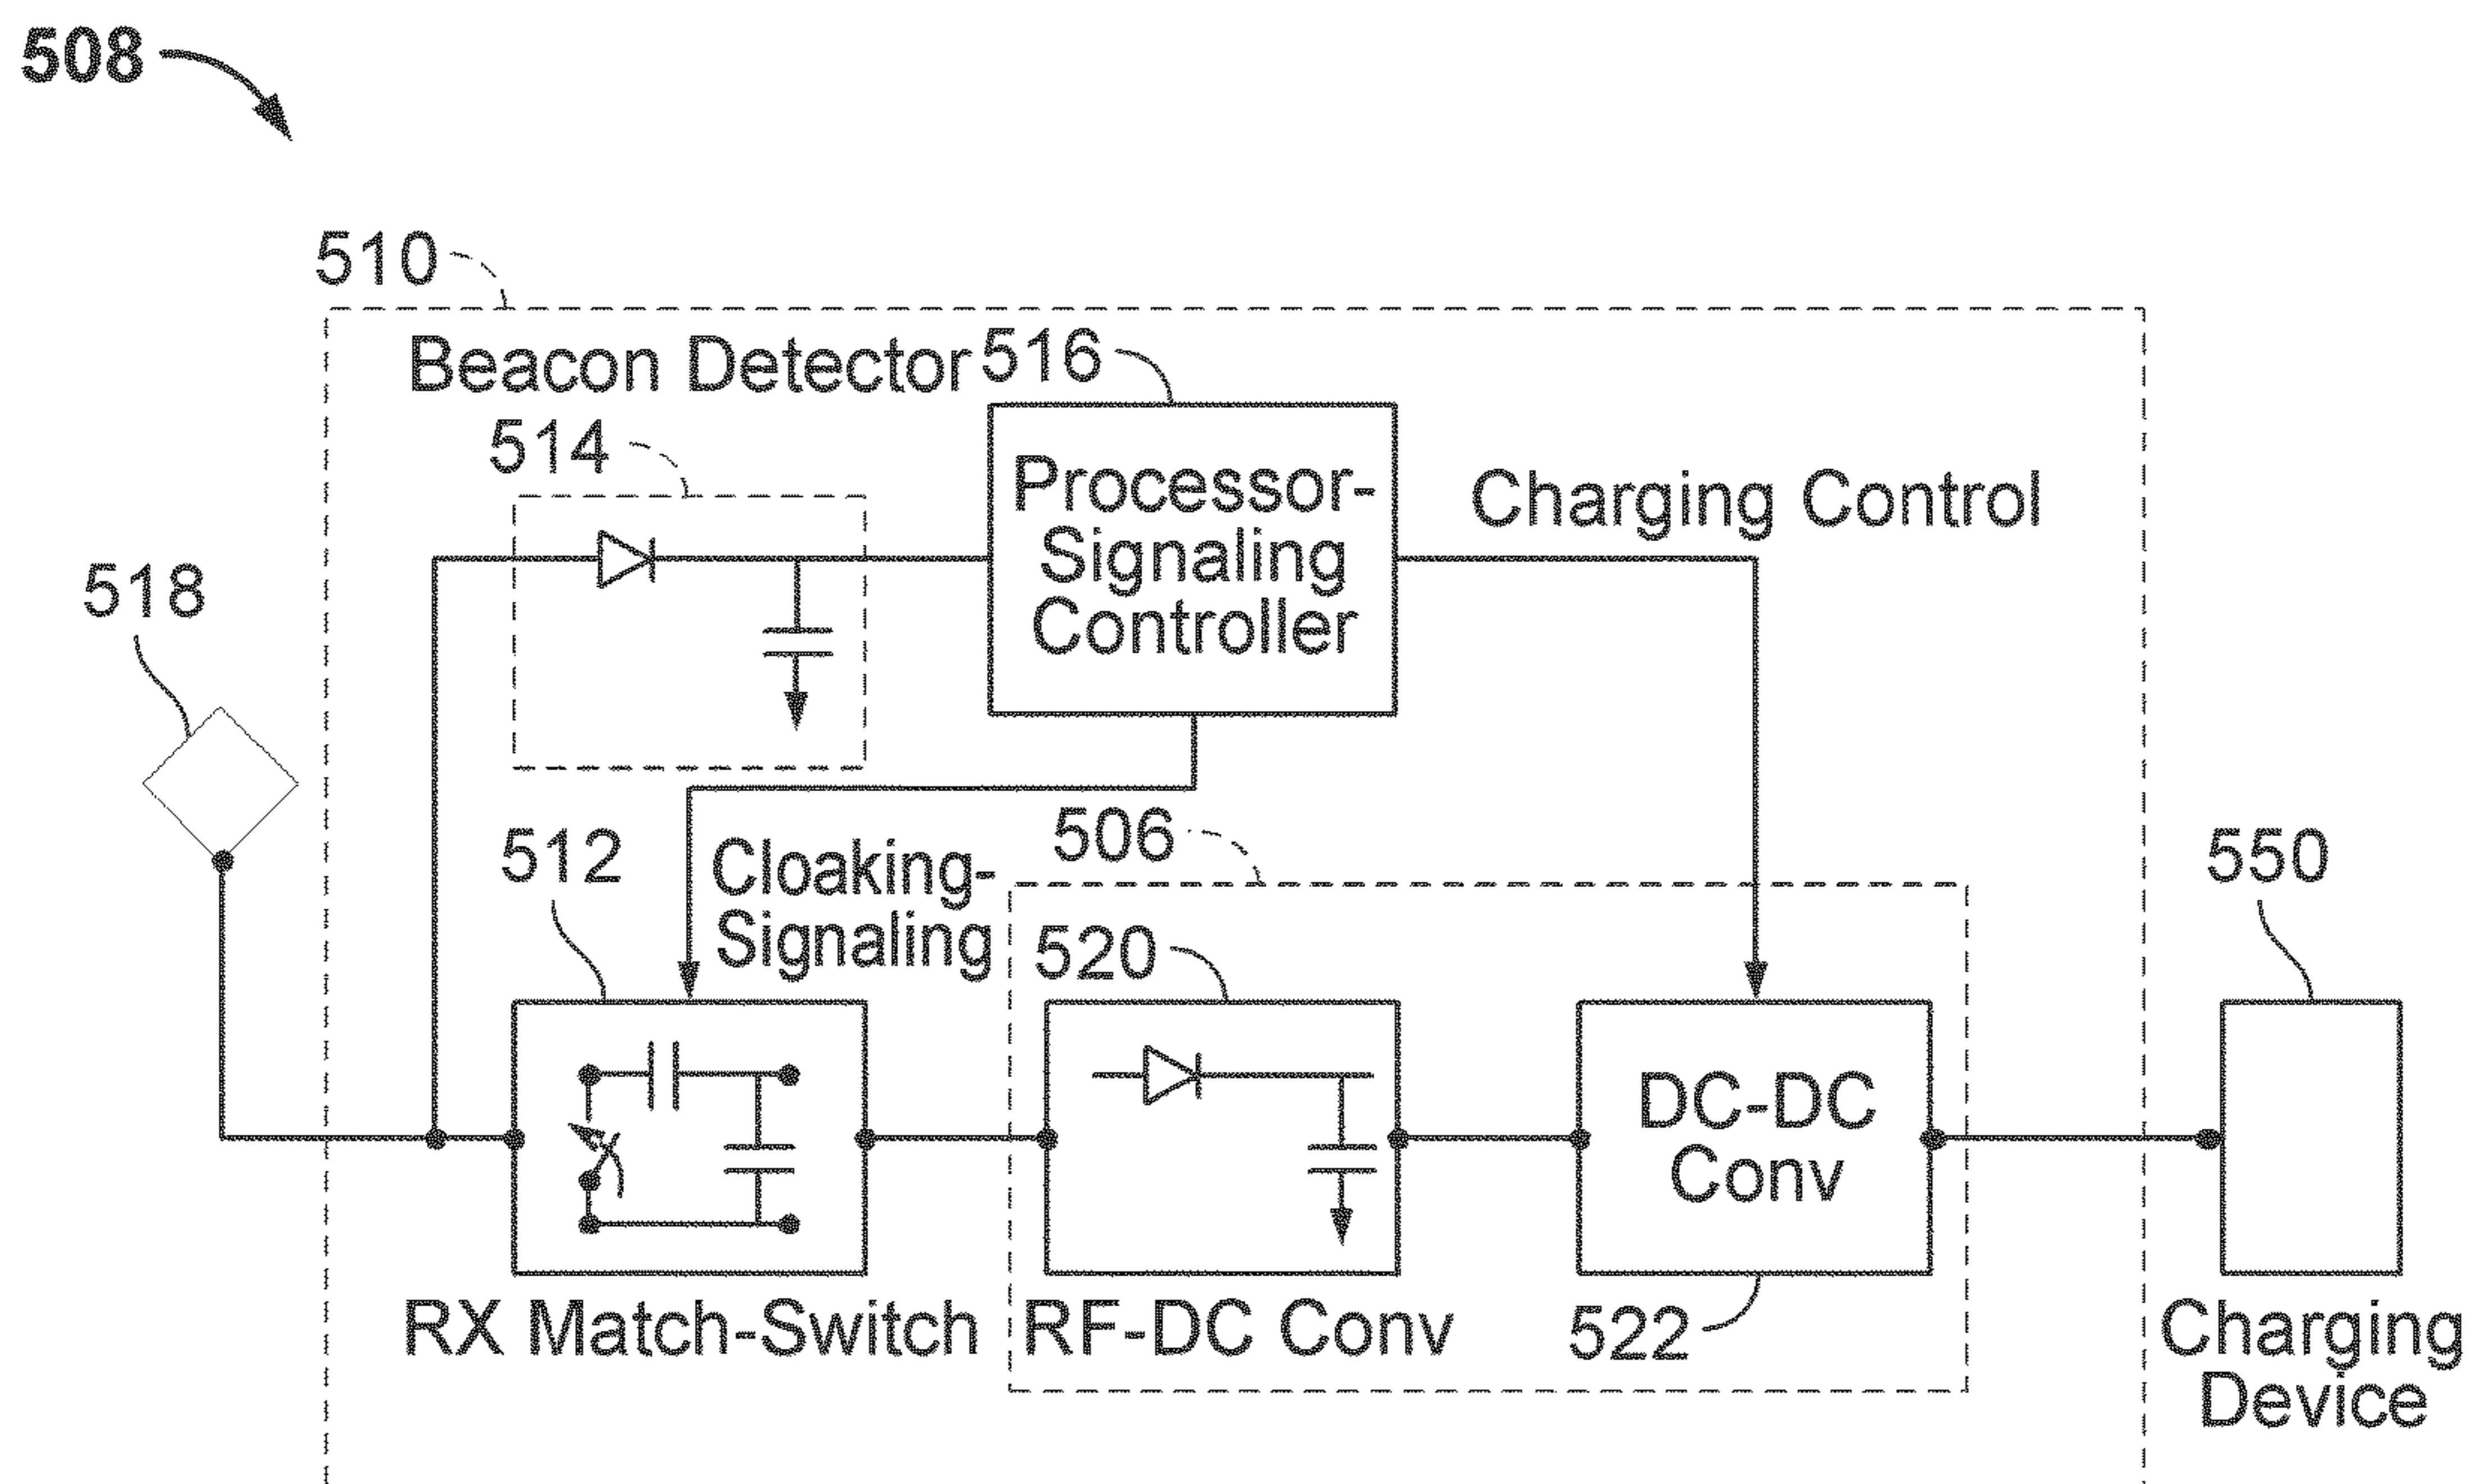 508
510
Beacon Detector
516
514
Processor-
Signaling
Controller
Charging Control
518
512
Cloaking-
Signaling
506
520
550
DC-DC
Conv
RX Match-Switch
RF-DC Conv
522
Charging
Device